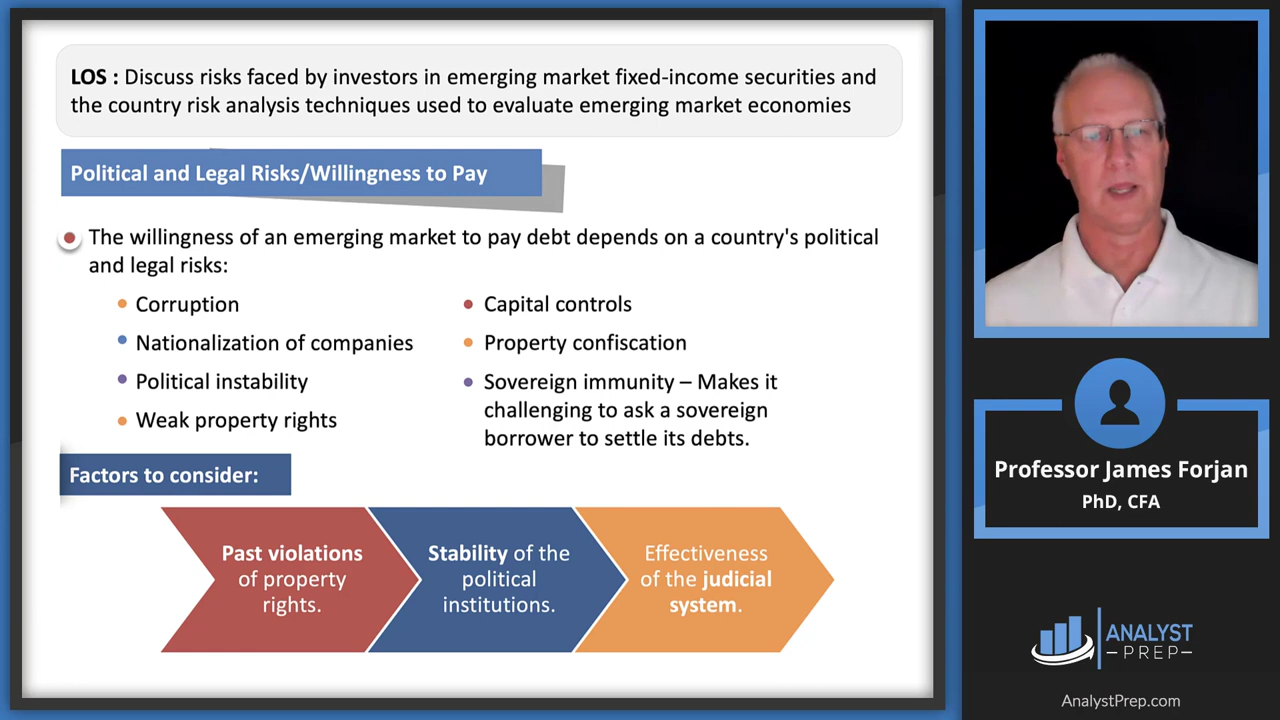 LOS : Discuss risks faced by investors in emerging market fixed-income securities and
the country risk analysis techniques used to evaluate emerging market economies
Political and Legal Risks/Willingness to Pay
The willingness of an emerging market to pay debt depends on a country's political
and legal risks:
Corruption
Nationalization of companies
Political instability
Weak property rights
Capital controls
Property confiscation
Sovereign immunity – Makes it
challenging to ask a sovereign
borrower to settle its debts.
Factors to consider:
Past violations
of property
rights.
Stability of the
political
institutions.
Effectiveness
of the judicial
system.
Professor James Forjan
PhD, CFA
ANALYST
PREP
AnalystPrep.com